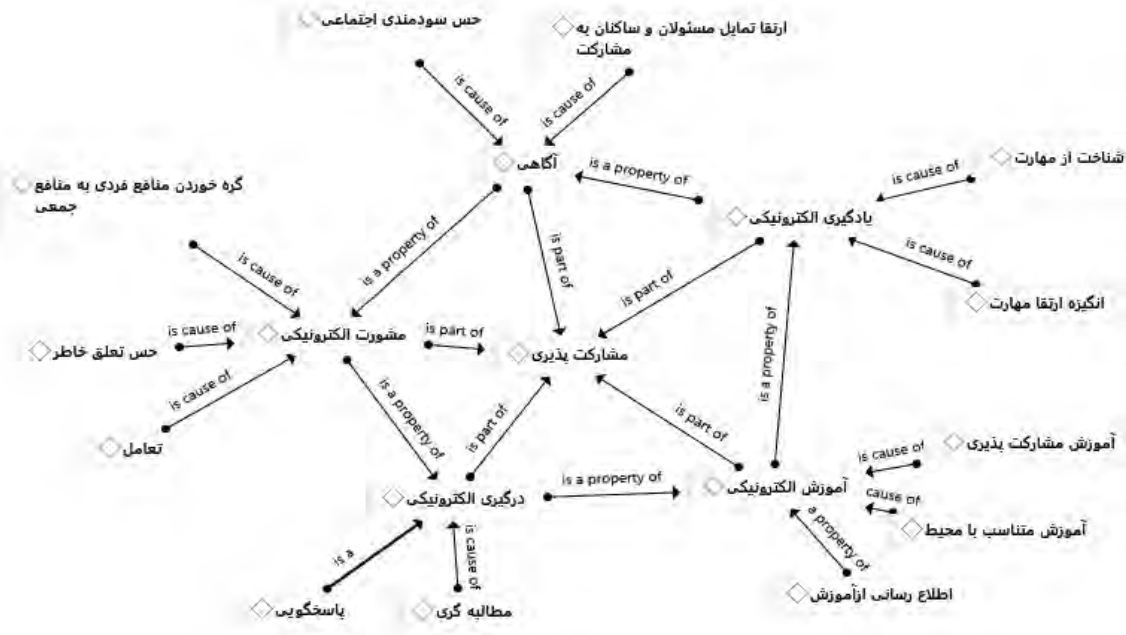 حس سودمندی اجتماعی
ارتقا تمایل مسئولان و ساکنان به
مشارکت
is cause of
is cause of
آگاهی
شناخت از مهارت
is cause of
is a property of
گره خوردن منافع فردی به منافع
جمعی
یادگیری الکترونیکی
is a property of
is part of
is cause of
is cause of
is part of
انگیزه ارتقا مهارت
is cause of
مشورت الکترونیکی
is part of
حس تعلق خاطر
مشارکت پذیری
is a property of
is cause of
is a property of
is part of
is part of
تعامل
آموزش مشارکت پذیری
is cause of
is a property of
آموزش الکترونیکی
درگیری الکترونیکی
cause of
آموزش متناسب با محیط
a property of
is a
is cause of
اطلاع رسانی ازآموزش
مطالبه گری
پاسخگویی